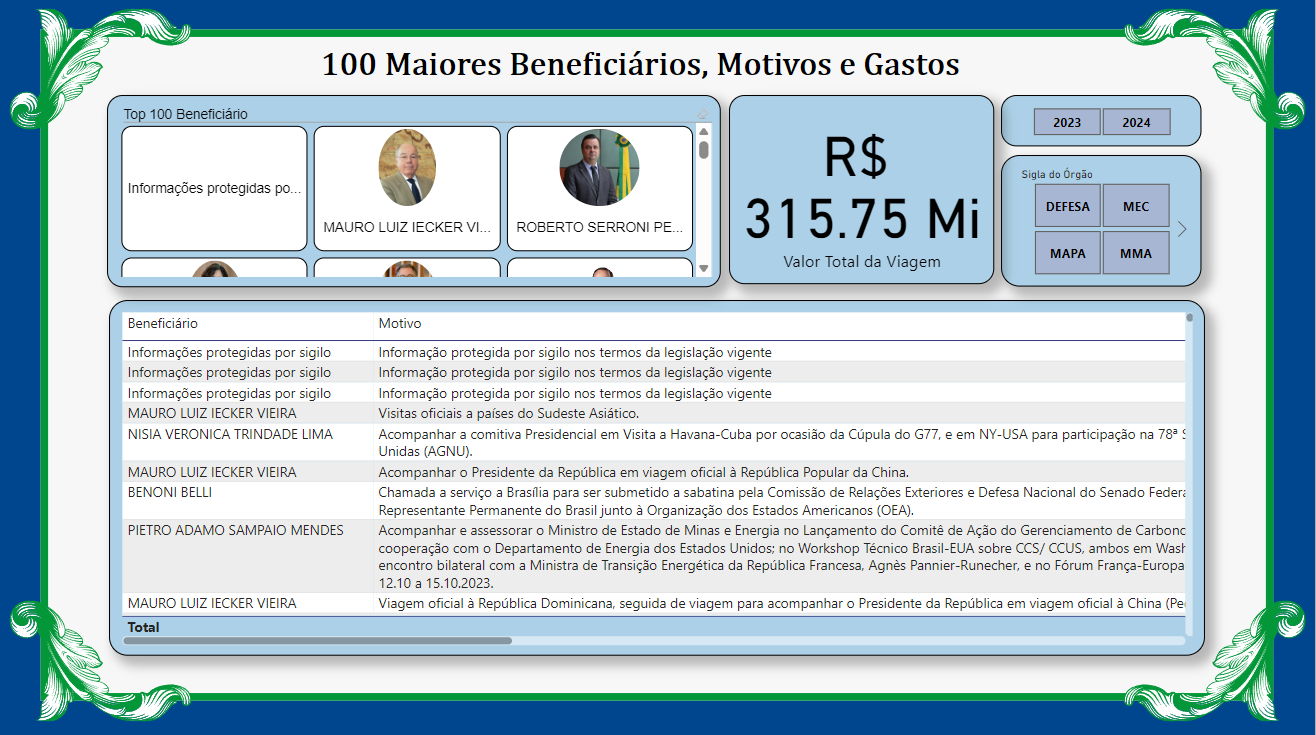 100 Maiores Beneficiários, Motivos e Gastos
Top 100 Beneficiário
Informações protegidas po...
MAURO LUIZ IECKER VI...
ROBERTO SERRONI PE...
R$
315.75 Mi
Valor Total da Viagem
2023 2024
Sigla do Órgão
DEFESA MEC
MAPA MMA
Beneficiário Motivo
Informações protegidas por sigilo Informação protegida por sigilo nos termos da legislação vigente
Informações protegidas por sigilo Informação protegida por sigilo nos termos da legislação vigente
Informações protegidas por sigilo Informação protegida por sigilo nos termos da legislação vigente
MAURO LUIZ IECKER VIEIRA Visitas oficiais a países do Sudeste Asiático.
NISIA VERONICA TRINDADE LIMA Acompanhar a comitiva Presidencial em Visita a Havana-Cuba por ocasião da Cúpula do G77, e em NY-USA para participação na 78ª
Unidas (AGNU).
MAURO LUIZ IECKER VIEIRA Acompanhar o Presidente da República em viagem oficial à República Popular da China.
BENONI BELLI Chamada a serviço a Brasília para ser submetido a sabatina pela Comissão de Relações Exteriores e Defesa Nacional do Senado Federa
Representante Permanente do Brasil junto à Organização dos Estados Americanos (OEA).
PIETRO ADAMO SAMPAIO MENDES Acompanhar e assessorar o Ministro de Estado de Minas e Energia no Lançamento do Comitê de Ação do Gerenciamento de Carbono
cooperação com o Departamento de Energia dos Estados Unidos; no Workshop Técnico Brasil-EUA sobre CCS/ CCUS, ambos em Wash
encontro bilateral com a Ministra de Transição Energética da República Francesa, Agnès Pannier-Runecher, e no Fórum França-Europa
12.10 a 15.10.2023.
MAURO LUIZ IECKER VIEIRA Viagem oficial à República Dominicana, seguida de viagem para acompanhar o Presidente da República em viagem oficial à China
Total